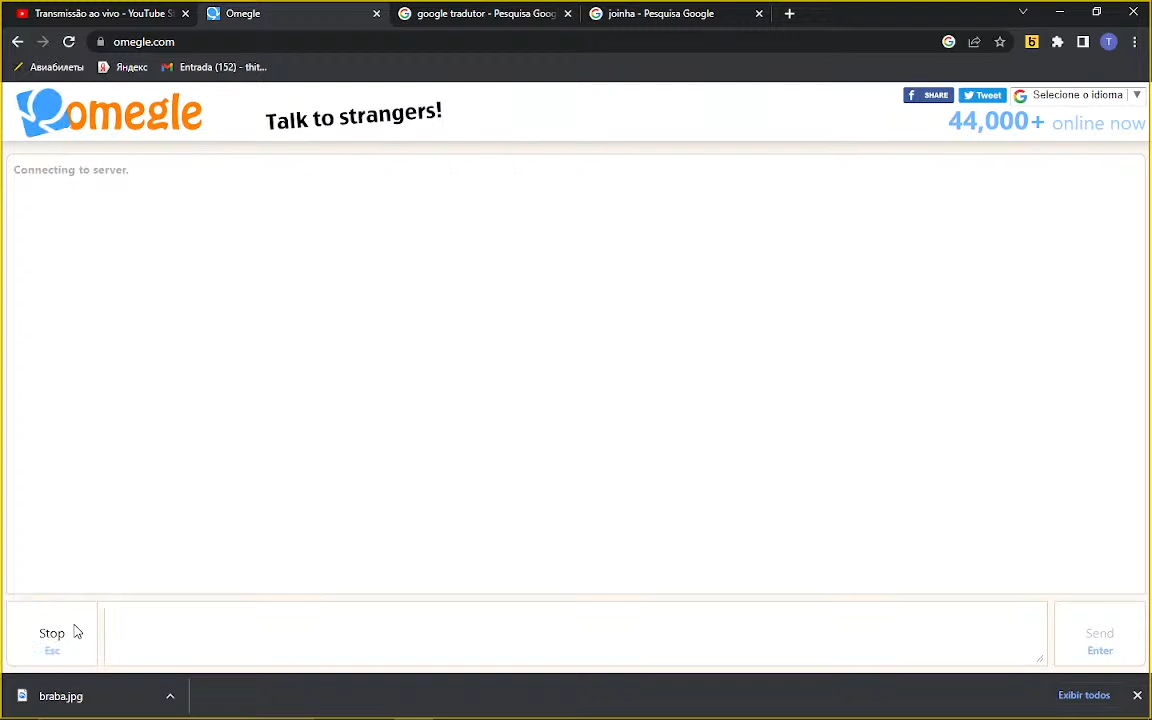 Transmissão ao vivo - YouTube S
Omegle
google tradutor - Pesquisa Goog
joinha - Pesquisa Google
omegle.com
b
T
Авиабилеты
Яндекс
Entrada (152) - thit...
omegle
Talk to strangers!
SHARE
Tweet
Selecione o idioma
44,000+ online now
Connecting to server.
Stop
Esc
Send
Enter
braba.jpg
Exibir todos